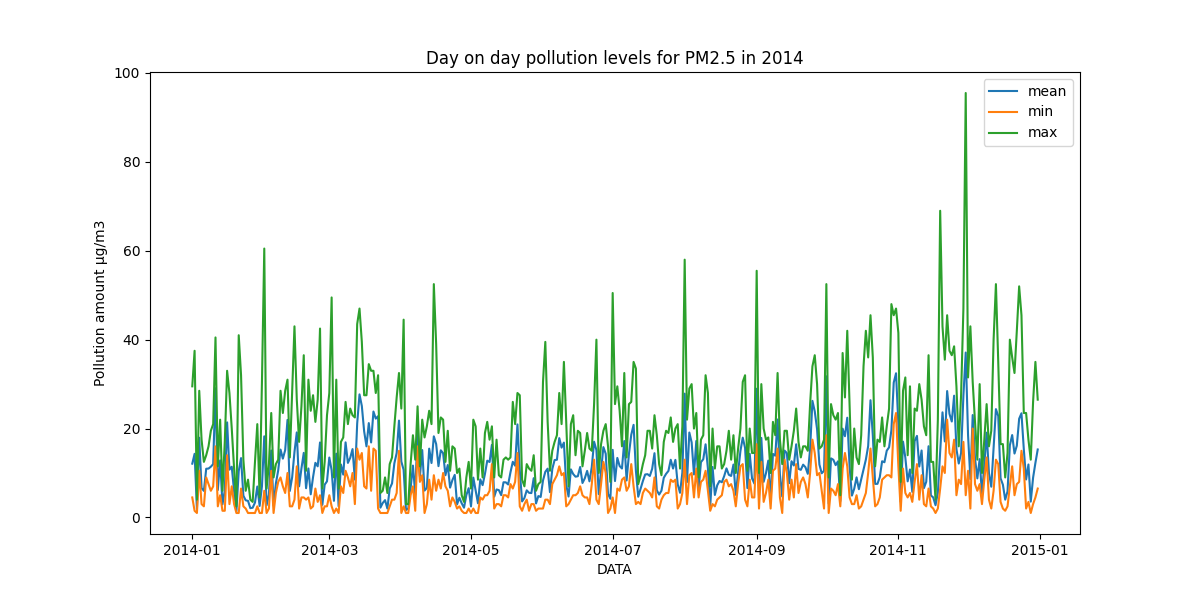 Day on day pollution levels for PM2.5 in 2014
100
80
60
40
20
0
Pollution amount µg/m3
mean
min
max
2014-01
2014-03
2014-05
2014-07
2014-09
2014-11
2015-01
DATA